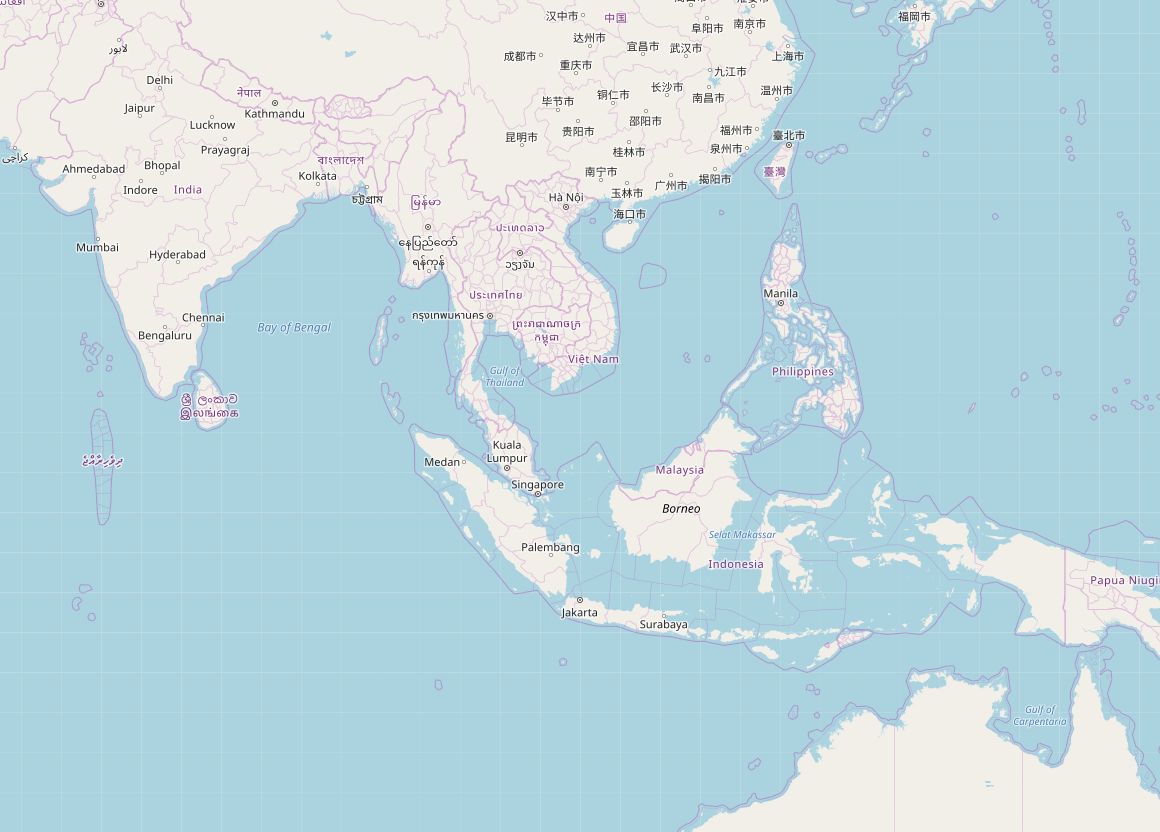 汉中市
中国
福岡市
阜阳市
南京市
达州市
لاہور
宜昌市
武汉市
成都市
上海市
重庆市
九江市
Delhi
नेपाल
长沙市
温州市
铜仁市
南昌市
毕节市
Jaipur
Kathmandu
邵阳市
Lucknow
贵阳市
福州市
臺北市
昆明市
Prayagraj
桂林市
泉州市
کراچی
বাংলাদেশ
Bhopal
Ahmedabad
南宁市
臺灣
Kolkata
揭阳市
广州市
Indore
India
玉林市
Hà Nội
চট্টগ্রাম
မြန်မာ
海口市
ປະເທດລາວ
နေပြည်တော်
Mumbai
Hyderabad
ရန်ကုန်
ວຽງຈັນ
Manila
ประเทศไทย
กรุงเทพมหานคร
Chennai
Bay of Bengal
ព្រះរាជាណាចក្រ
កម្ពុជា
Bengaluru
Việt Nam
Gulf of
Thailand
Philippines
ශ්‍රී ලංකාව
இலங்கை
Kuala
Lumpur
ދިވެހިރާއްޖެ
Medan
Malaysia
Singapore
Borneo
Selat Makassar
Palembang
Indonesia
Papua Niugi
Jakarta
Surabaya
Gulf of
Carpentaria